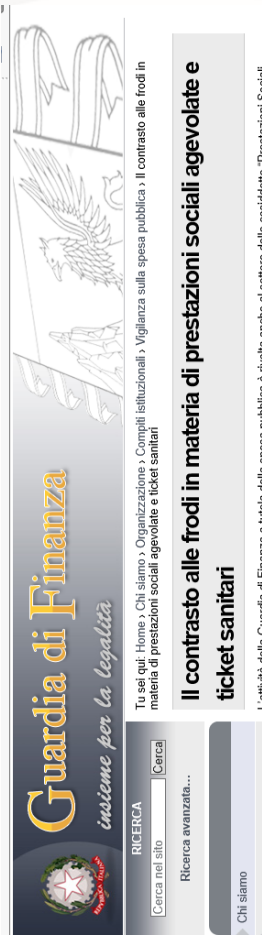 Guardia di Finanza
insieme per la legalità
REPVBBLICA ITALIANA
RICERCA
Cerca nel sito
Cerca
Ricerca avanzata...
Chi siamo
Tu sei qui: Home › Chi siamo › Organizzazione › Compiti istituzionali › Vigilanza sulla spesa pubblica › Il contrasto alle frodi in
materia di prestazioni sociali agevolate e ticket sanitari
Il contrasto alle frodi in materia di prestazioni sociali agevolate e
ticket sanitari